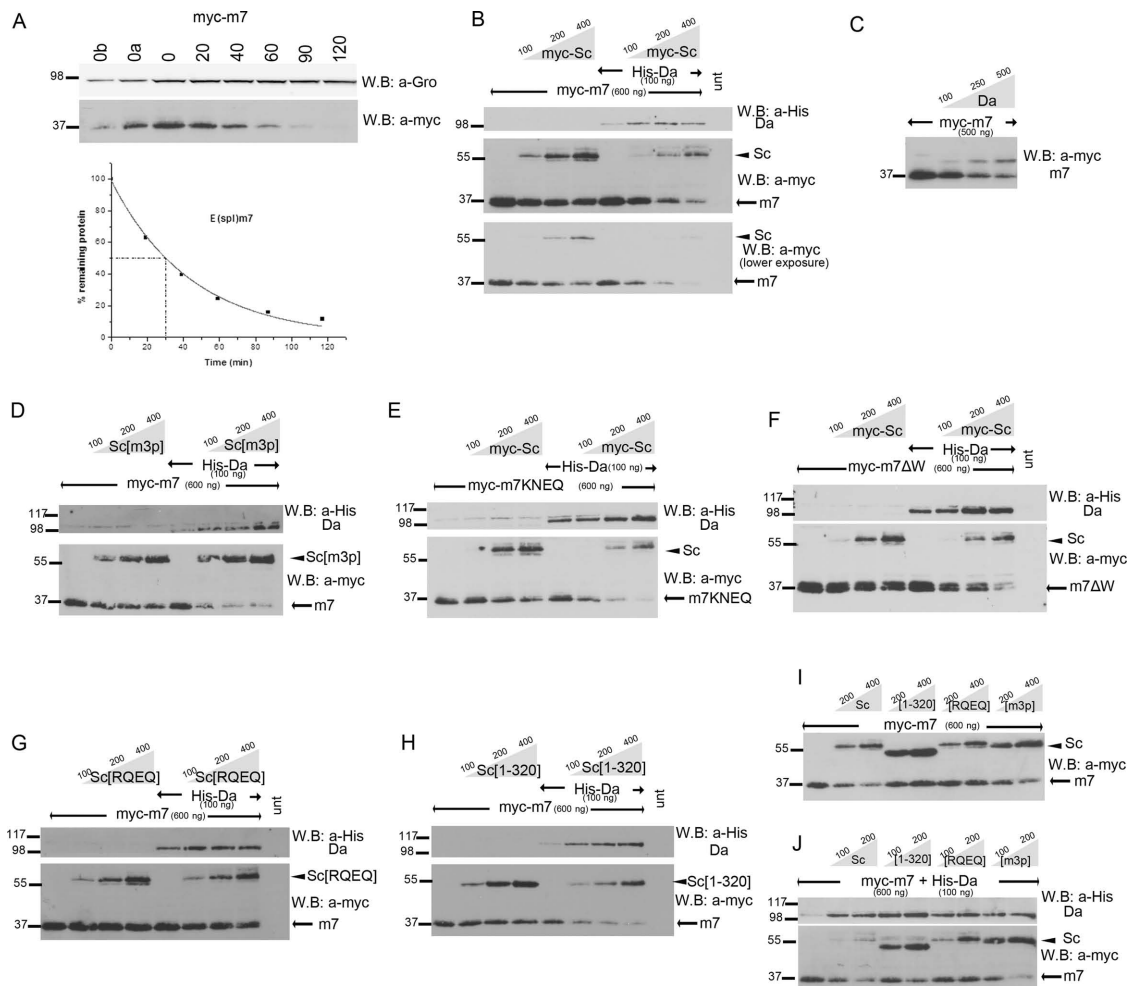 A
myc-m7
0b 0a 0 20 40 60 90 120
98
W.B: a-Gro
37
W.B: a-myc
100
80
60
40
20
0
E(spl)m7
% remaining protein
0 20 40 60 80 100 120
Time (min)
B
100 200 400 100 200 400
myc-Sc myc-Sc
His-Da
(100 ng)
myc-m7 (600 ng)
unt
W.B: a-His
98 Da
55 Sc
W.B: a-myc
37 m7
55 Sc
W.B: a-myc
(lower exposure)
37 m7
C
100 250 500
Da
myc-m7
(500 ng)
W.B: a-myc
37 m7
D
100 200 400 100 200 400
Sc[m3p] Sc[m3p]
His-Da
(100 ng)
myc-m7 (600 ng)
117 W.B: a-His
98 Da
55 Sc[m3p]
W.B: a-myc
37 m7
E
100 200 400 100 200 400
myc-Sc myc-Sc
His-Da (100 ng)
myc-m7KNEQ (600 ng)
117 W.B: a-His
98 Da
55 Sc
W.B: a-myc
37 m7KNEQ
F
100 200 400 100 200 400
myc-Sc myc-Sc
His-Da
(100 ng)
myc-m7ΔW (600 ng)
unt
117 W.B: a-His
98 Da
55 Sc
W.B: a-myc
37 m7ΔW
G
100 200 400 100 200 400
Sc[RQEQ] Sc[RQEQ]
His-Da
(100 ng)
myc-m7 (600 ng)
unt
117 W.B: a-His
98 Da
55 Sc[RQEQ]
W.B: a-myc
37 m7
H
100 200 400 100 200 400
Sc[1-320] Sc[1-320]
His-Da
(100 ng)
myc-m7 (600 ng)
unt
117 W.B: a-His
98 Da
55 Sc[1-320]
W.B: a-myc
37 m7
I
200 400 200 400 200 400 200 400
Sc [1-320] [RQEQ] [m3p]
myc-m7 (600 ng)
55 Sc
W.B: a-myc
37 m7
J
100 200 100 200 100 200 100 200
Sc [1-320] [RQEQ] [m3p]
myc-m7 + His-Da
(600 ng) (100 ng)
117 W.B: a-His
98 Da
55 Sc
W.B: a-myc
37 m7